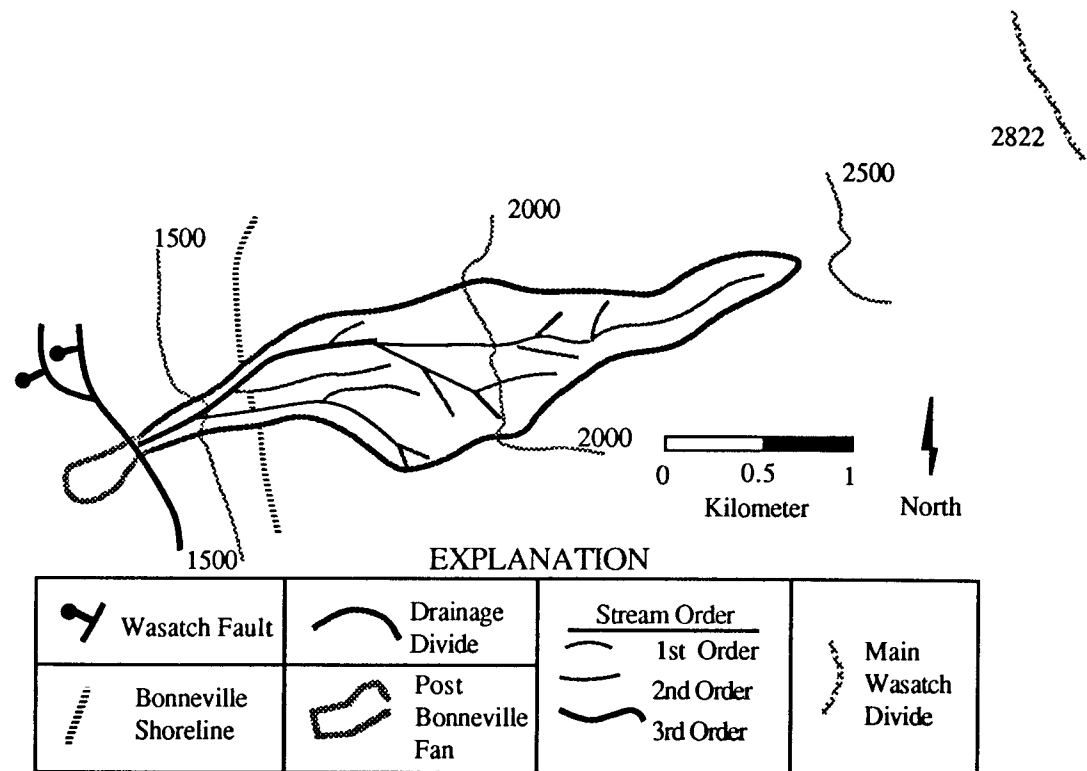 2822
2500
2000
1500
2000
0 0.5 1
Kilometer
North
1500
EXPLANATION
Wasatch Fault
Drainage
Divide
Stream Order
1st Order
2nd Order
3rd Order
Main
Wasatch
Divide
Bonneville
Shoreline
Post
Bonneville
Fan